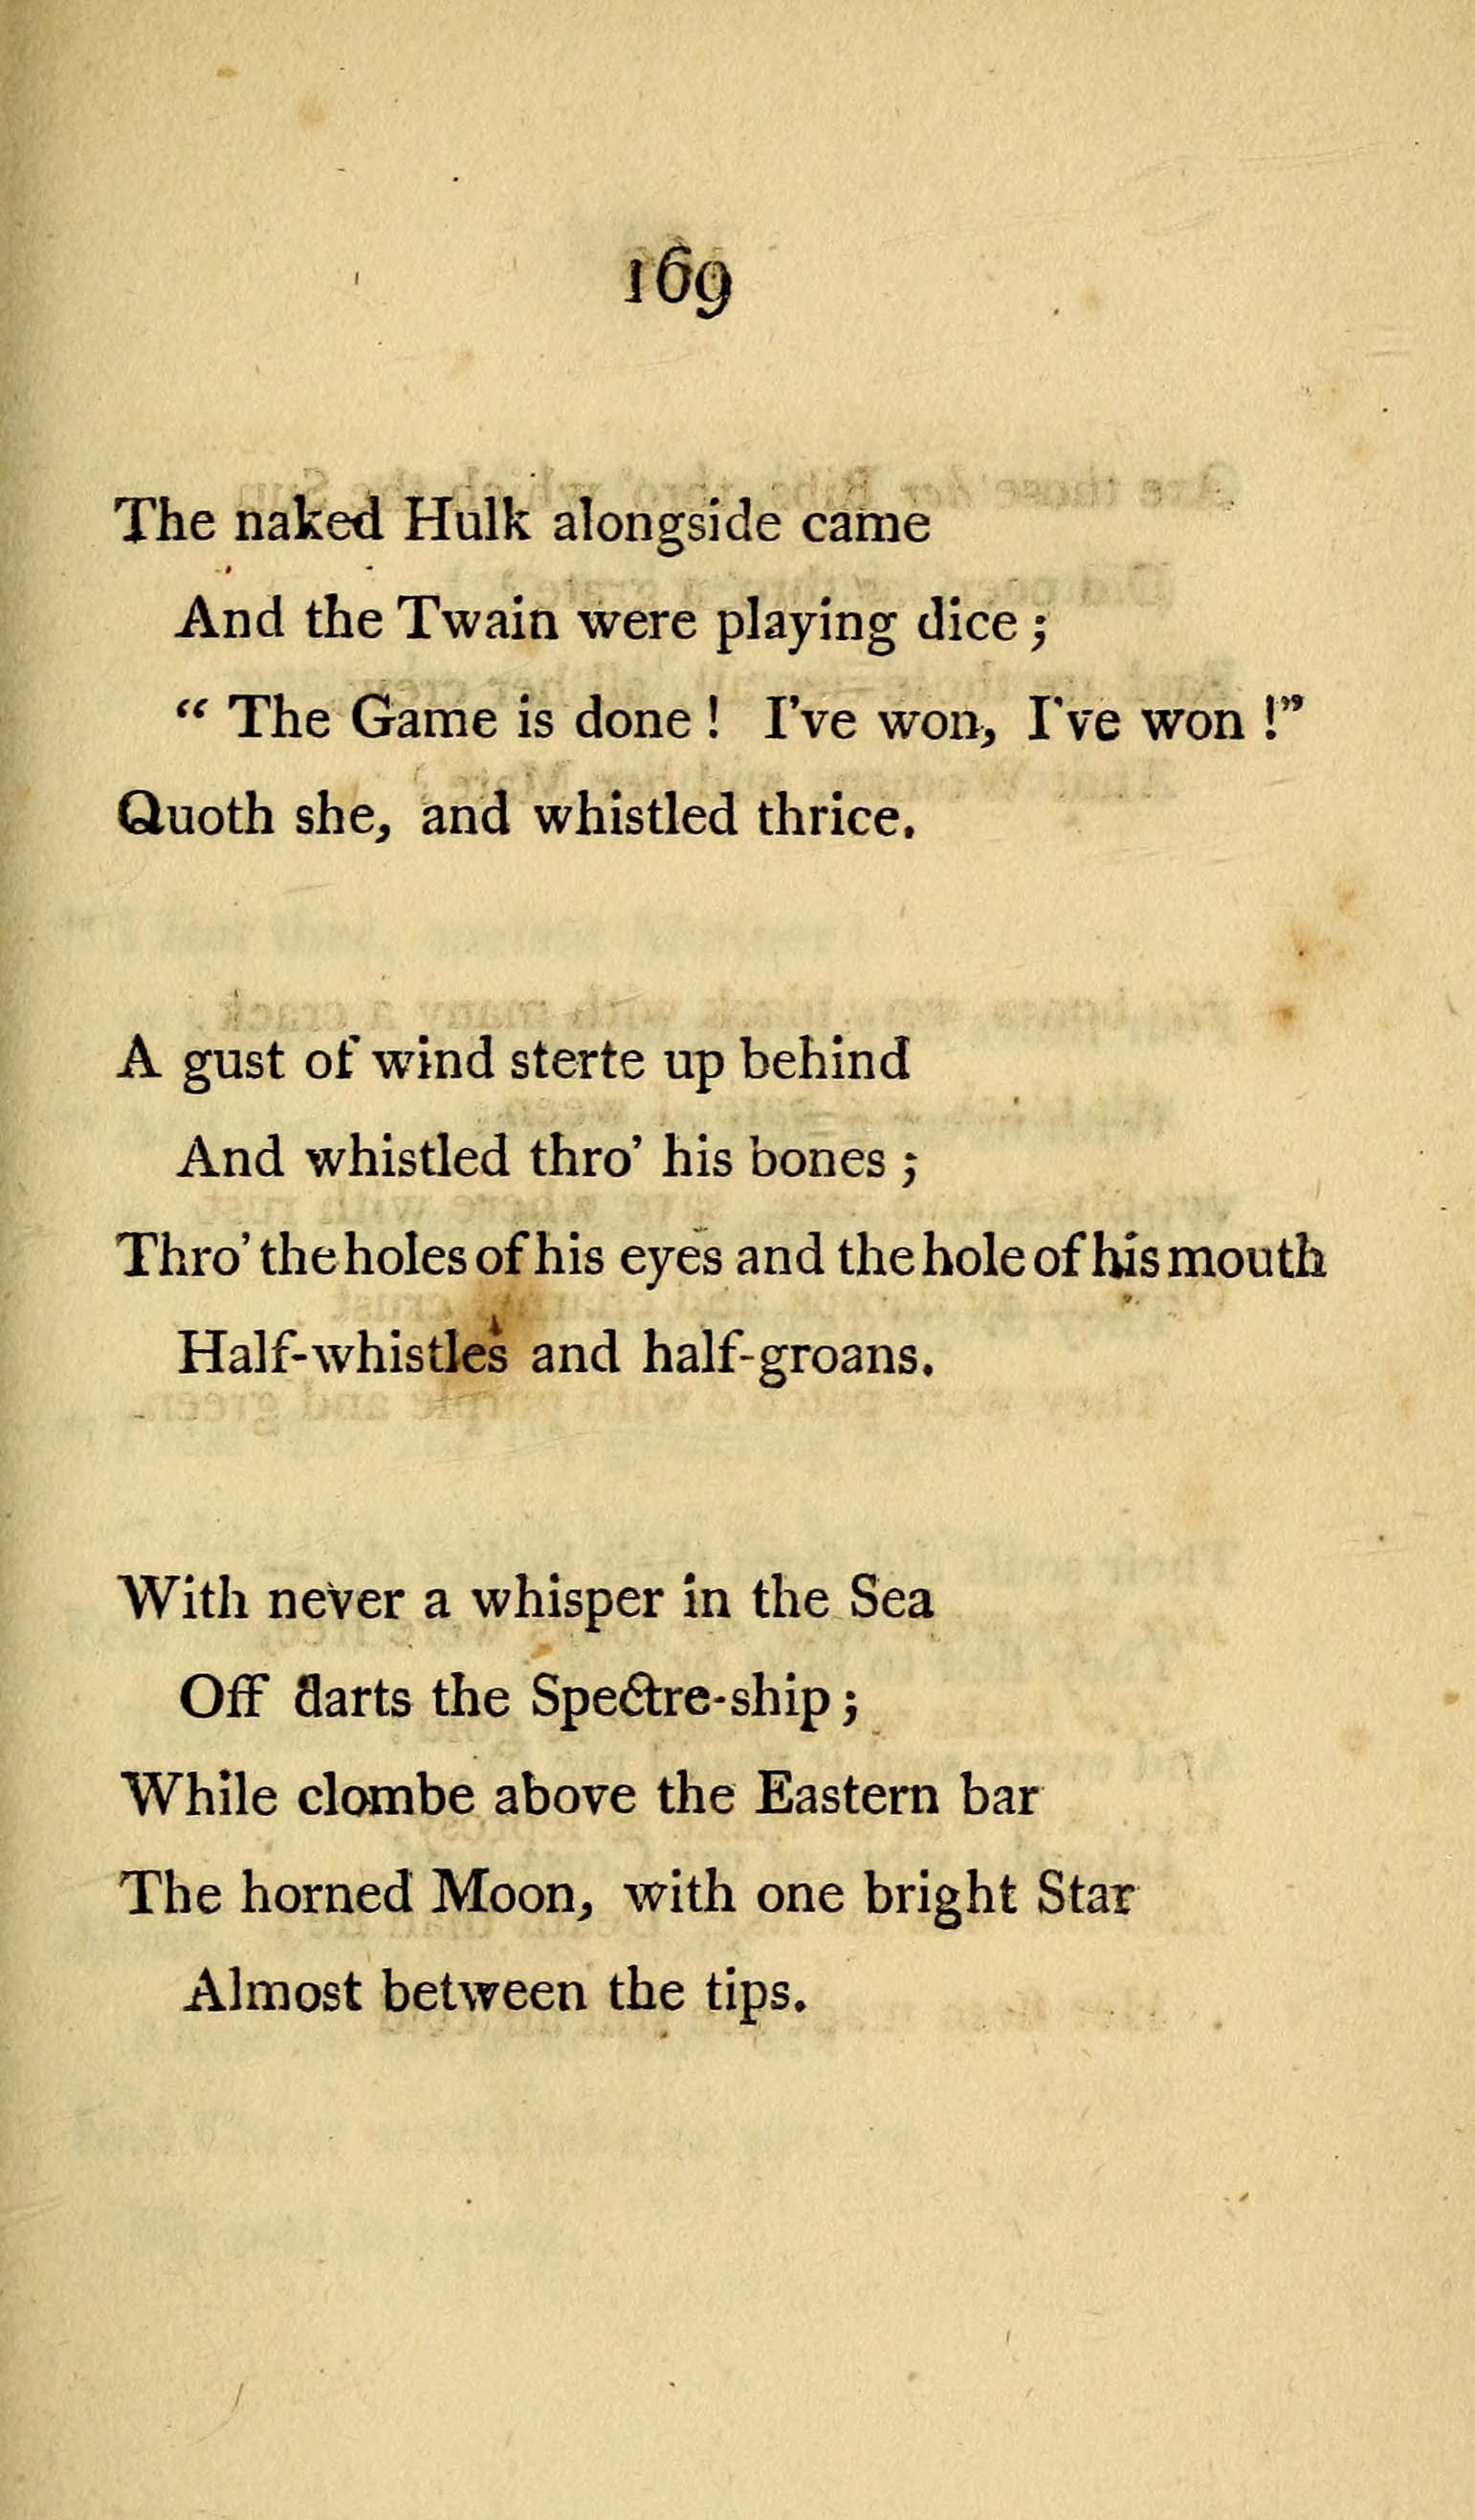 169
The naked Hulk alongside came
And the Twain were playing dice;
"The Game is done! I've won, I've won!"
Quoth she, and whistled thrice.
A gust of wind sterte up behind
And whistled thro' his bones;
Thro' the holes of his eyes and the hole of his mouth
Half-whistles and half-groans.
With never a whisper in the Sea
Off darts the Spectre-ship;
While clombe above the Eastern bar
The horned Moon, with one bright Star
Almost between the tips.